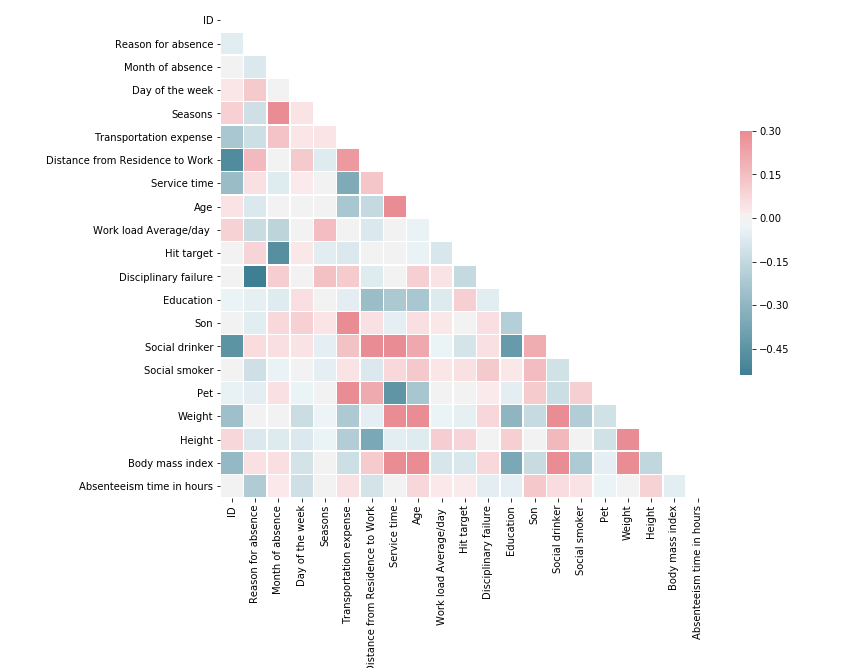 ID
Reason for absence
Month of absence
Day of the week
Seasons
Transportation expense
Distance from Residence to Work
Service time
Age
Work load Average/day
Hit target
Disciplinary failure
Education
Son
Social drinker
Social smoker
Pet
Weight
Height
Body mass index
Absenteeism time in hours
0.30
0.15
0.00
−0.15
−0.30
−0.45
ID
Reason for absence
Month of absence
Day of the week
Seasons
Transportation expense
Distance from Residence to Work
Service time
Age
Work load Average/day
Hit target
Disciplinary failure
Education
Son
Social drinker
Social smoker
Pet
Weight
Height
Body mass index
Absenteeism time in hours